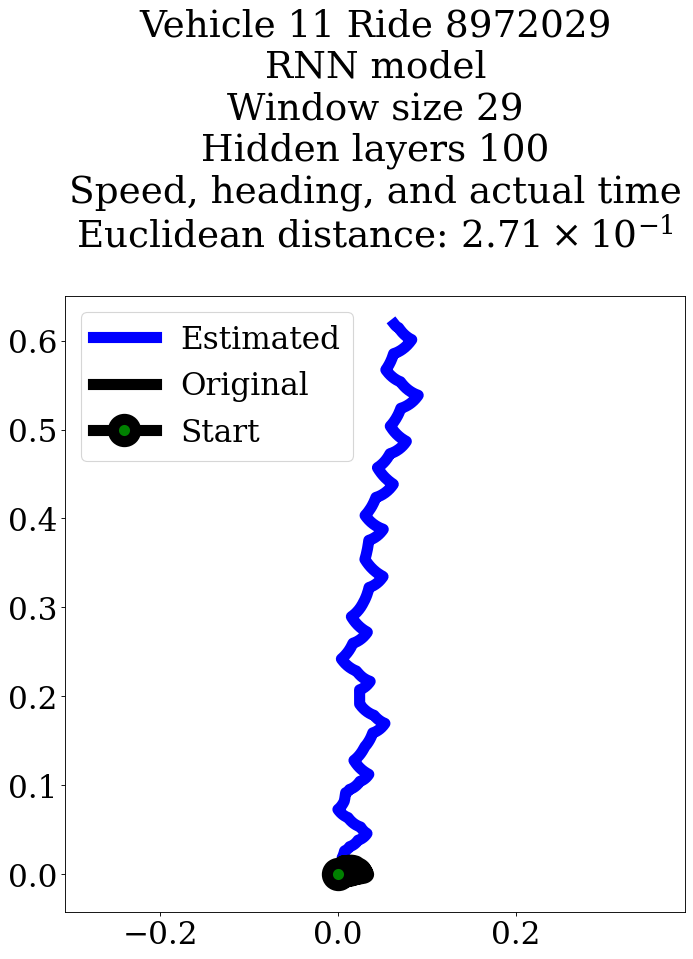 Vehicle 11 Ride 8972029
RNN model
Window size 29
Hidden layers 100
Speed, heading, and actual time
Euclidean distance: 2.71 × 10⁻¹
Estimated
Original
Start
0.6
0.5
0.4
0.3
0.2
0.1
0.0
−0.2 0.0 0.2